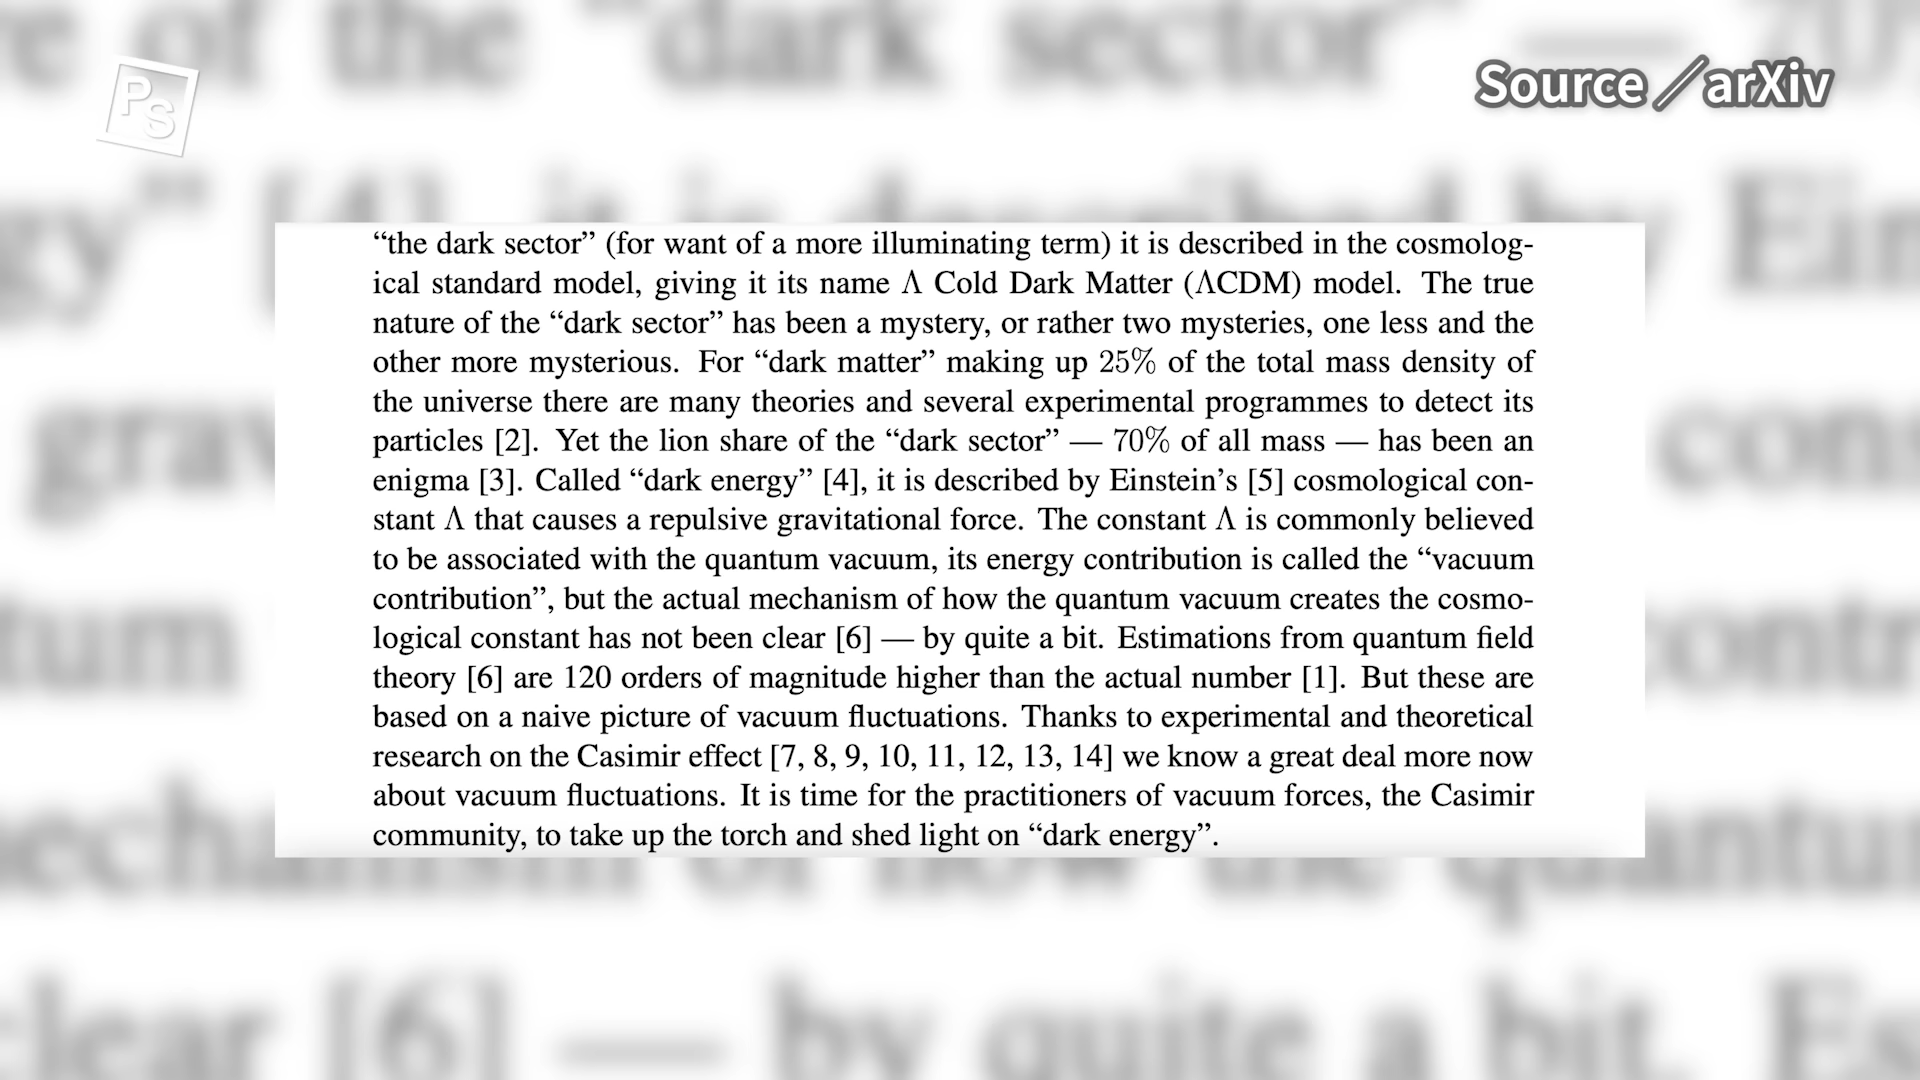 PS
Source／arXiv
“the dark sector” (for want of a more illuminating term) it is described in the cosmolog-
ical standard model, giving it its name Λ Cold Dark Matter (ΛCDM) model. The true
nature of the “dark sector” has been a mystery, or rather two mysteries, one less and the
other more mysterious. For “dark matter” making up 25% of the total mass density of
the universe there are many theories and several experimental programmes to detect its
particles [2]. Yet the lion share of the “dark sector” — 70% of all mass — has been an
enigma [3]. Called “dark energy” [4], it is described by Einstein’s [5] cosmological con-
stant Λ that causes a repulsive gravitational force. The constant Λ is commonly believed
to be associated with the quantum vacuum, its energy contribution is called the “vacuum
contribution”, but the actual mechanism of how the quantum vacuum creates the cosmo-
logical constant has not been clear [6] — by quite a bit. Estimations from quantum field
theory [6] are 120 orders of magnitude higher than the actual number [1]. But these are
based on a naive picture of vacuum fluctuations. Thanks to experimental and theoretical
research on the Casimir effect [7, 8, 9, 10, 11, 12, 13, 14] we know a great deal more now
about vacuum fluctuations. It is time for the practitioners of vacuum forces, the Casimir
community, to take up the torch and shed light on “dark energy”.